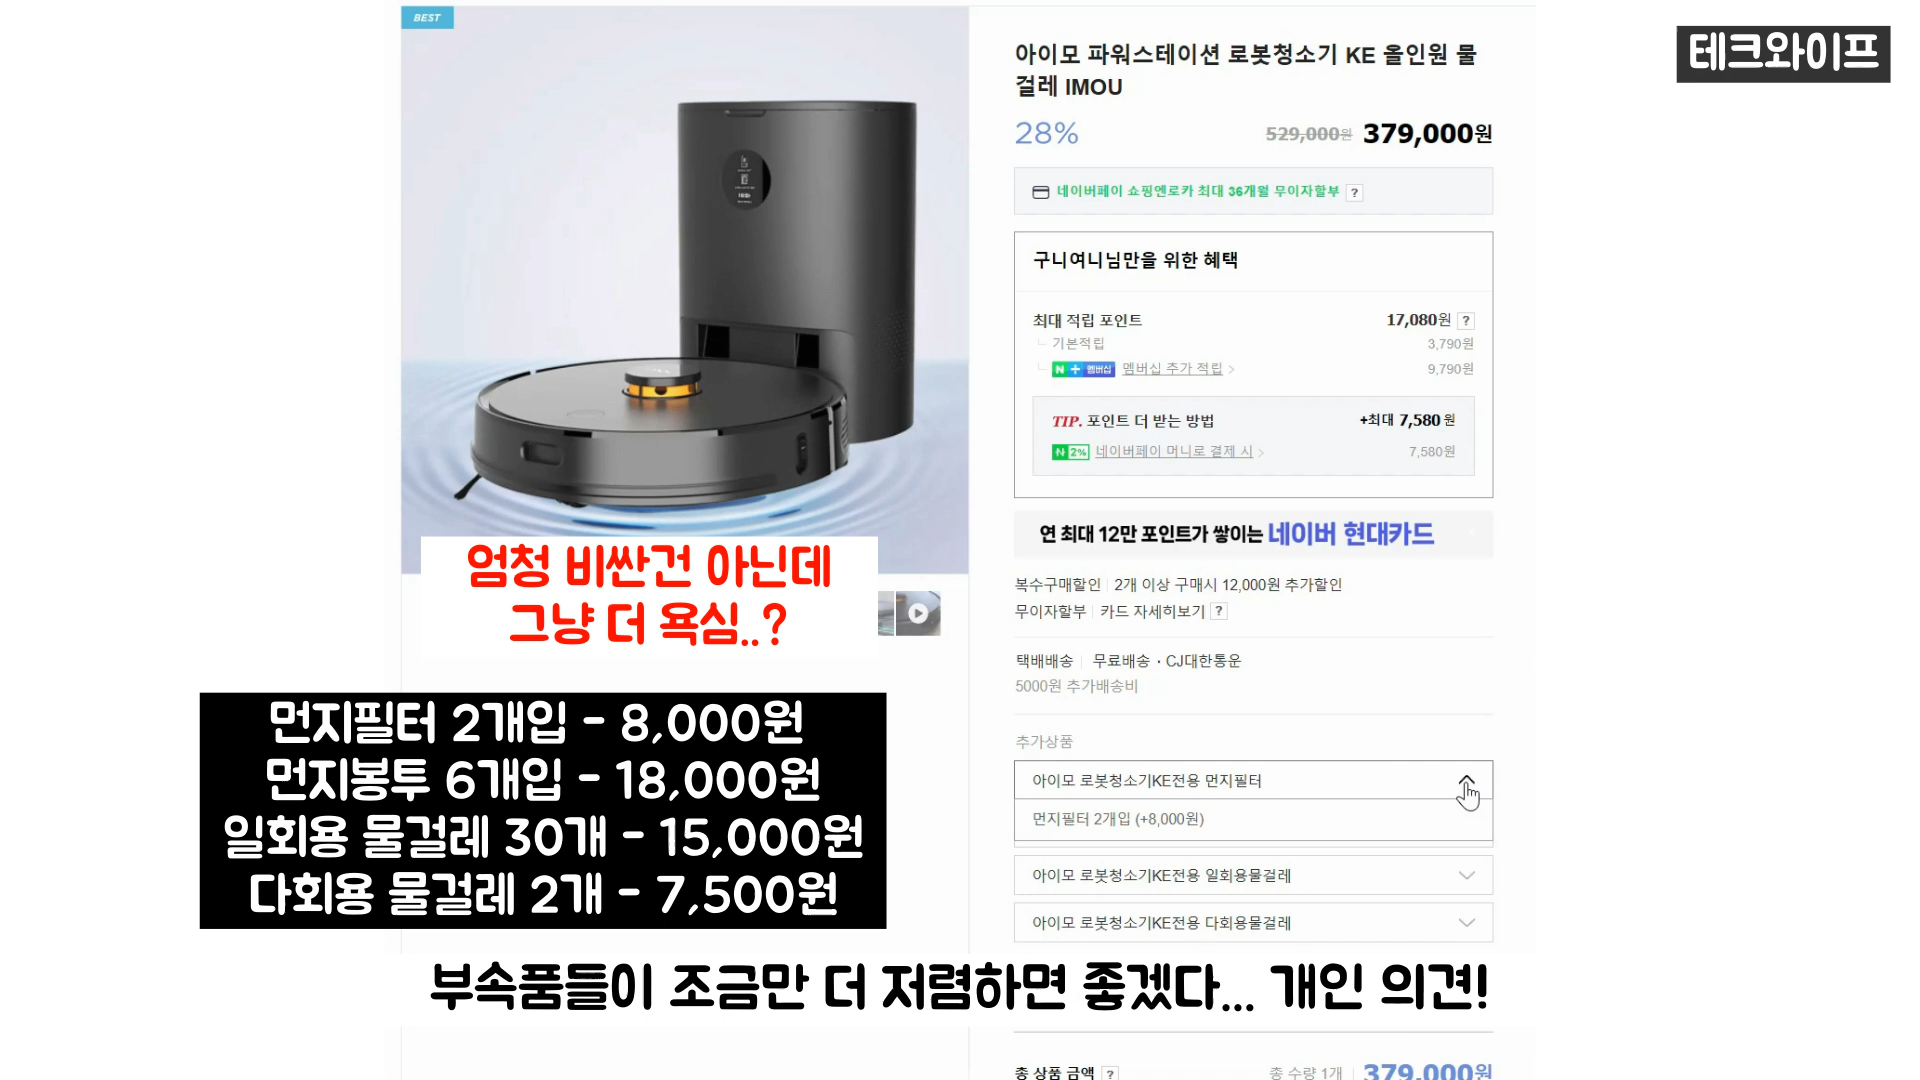 BEST
테크와이프
아이모 파워스테이션 로봇청소기 KE 올인원 물
걸레 IMOU
28% 529,000원 379,000원
네이버페이 쇼핑엔로카 최대 36개월 무이자할부 ?
구니여니님만을 위한 혜택
최대 적립 포인트 17,080원 ?
기본적립 3,790원
N + 멤버십 멤버십 추가 적립 > 9,790원
TIP. 포인트 더 받는 방법 +최대 7,580 원
N 2% 네이버페이 머니로 결제 시 > 7,580원
연 최대 12만 포인트가 쌓이는 네이버 현대카드
복수구매할인 2개 이상 구매시 12,000원 추가할인
무이자할부 카드 자세히보기 ?
택배배송 무료배송 · CJ대한통운
5000원 추가배송비
추가상품
아이모 로봇청소기KE전용 먼지필터
먼지필터 2개입 (+8,000원)
아이모 로봇청소기KE전용 일회용물걸레
아이모 로봇청소기KE전용 다회용물걸레
엄청 비싼건 아닌데
그냥 더 욕심..?
먼지필터 2개입 - 8,000원
먼지봉투 6개입 - 18,000원
일회용 물걸레 30개 - 15,000원
다회용 물걸레 2개 - 7,500원
부속품들이 조금만 더 저렴하면 좋겠다... 개인 의견!
총 상품 금액 ? 총 수량 1개 379,000원